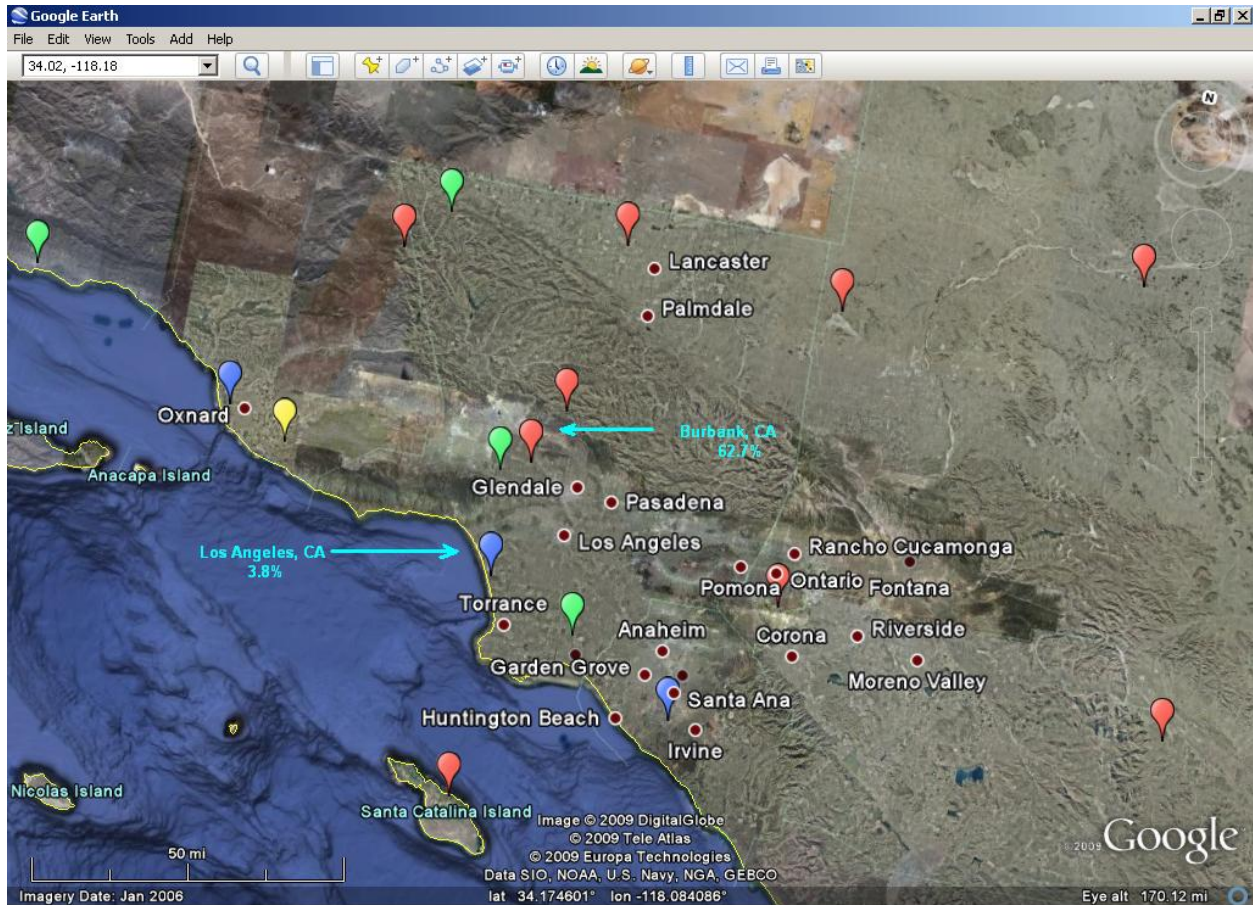 Google Earth
File Edit View Tools Add Help
34.02, -118.18
N
Lancaster
Palmdale
Oxnard
z Island
Anacapa Island
Burbank, CA
62.7%
Glendale
Pasadena
Los Angeles, CA
3.8%
Los Angeles
Rancho Cucamonga
Pomona
Ontario
Fontana
Torrance
Anaheim
Corona
Riverside
Garden Grove
Moreno Valley
Santa Ana
Huntington Beach
Irvine
Nicolas Island
Santa Catalina Island
Image © 2009 DigitalGlobe
© 2009 Tele Atlas
© 2009 Europa Technologies
Data SIO, NOAA, U.S. Navy, NGA, GEBCO
50 mi
© 2009 Google
Imagery Date: Jan 2006
lat 34.174601° lon -118.084086°
Eye alt 170.12 mi